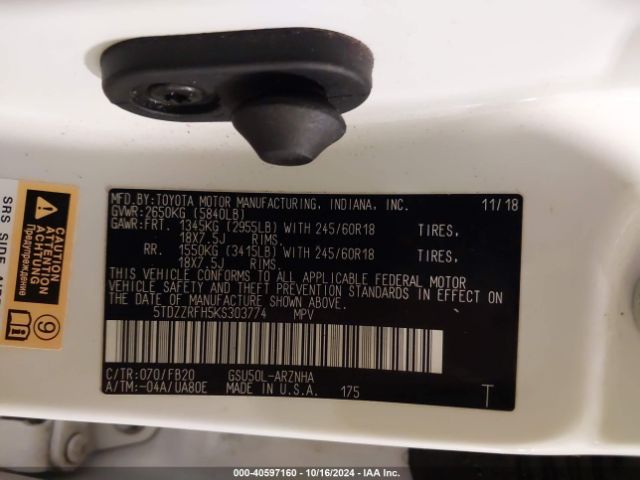 MFD.BY:TOYOTA MOTOR MANUFACTURING, INDIANA, INC. 11/18
GVWR:2650KG (5840LB)
GAWR:FRT. 1345KG (2955LB) WITH 245/60R18 TIRES,
18X7.5J RIMS.
RR. 1550KG (3415LB) WITH 245/60R18 TIRES,
18X7.5J RIMS.
THIS VEHICLE CONFORMS TO ALL APPLICABLE FEDERAL MOTOR
VEHICLE SAFETY AND THEFT PREVENTION STANDARDS IN EFFECT ON
THE DATE OF MANUFACTURE SHOWN ABOVE.
5TDZZRFH5KS303774 MPV
C/TR:070/FB20 GSU50L-ARZNHA
A/TM:-04A/UA80E MADE IN U.S.A. 175 T
CAUTION
ATTENTION
ACHTUNG
Предупреждение
9
SRS SIDE
000-40597160 | 10/16/2024 | IAA Inc.